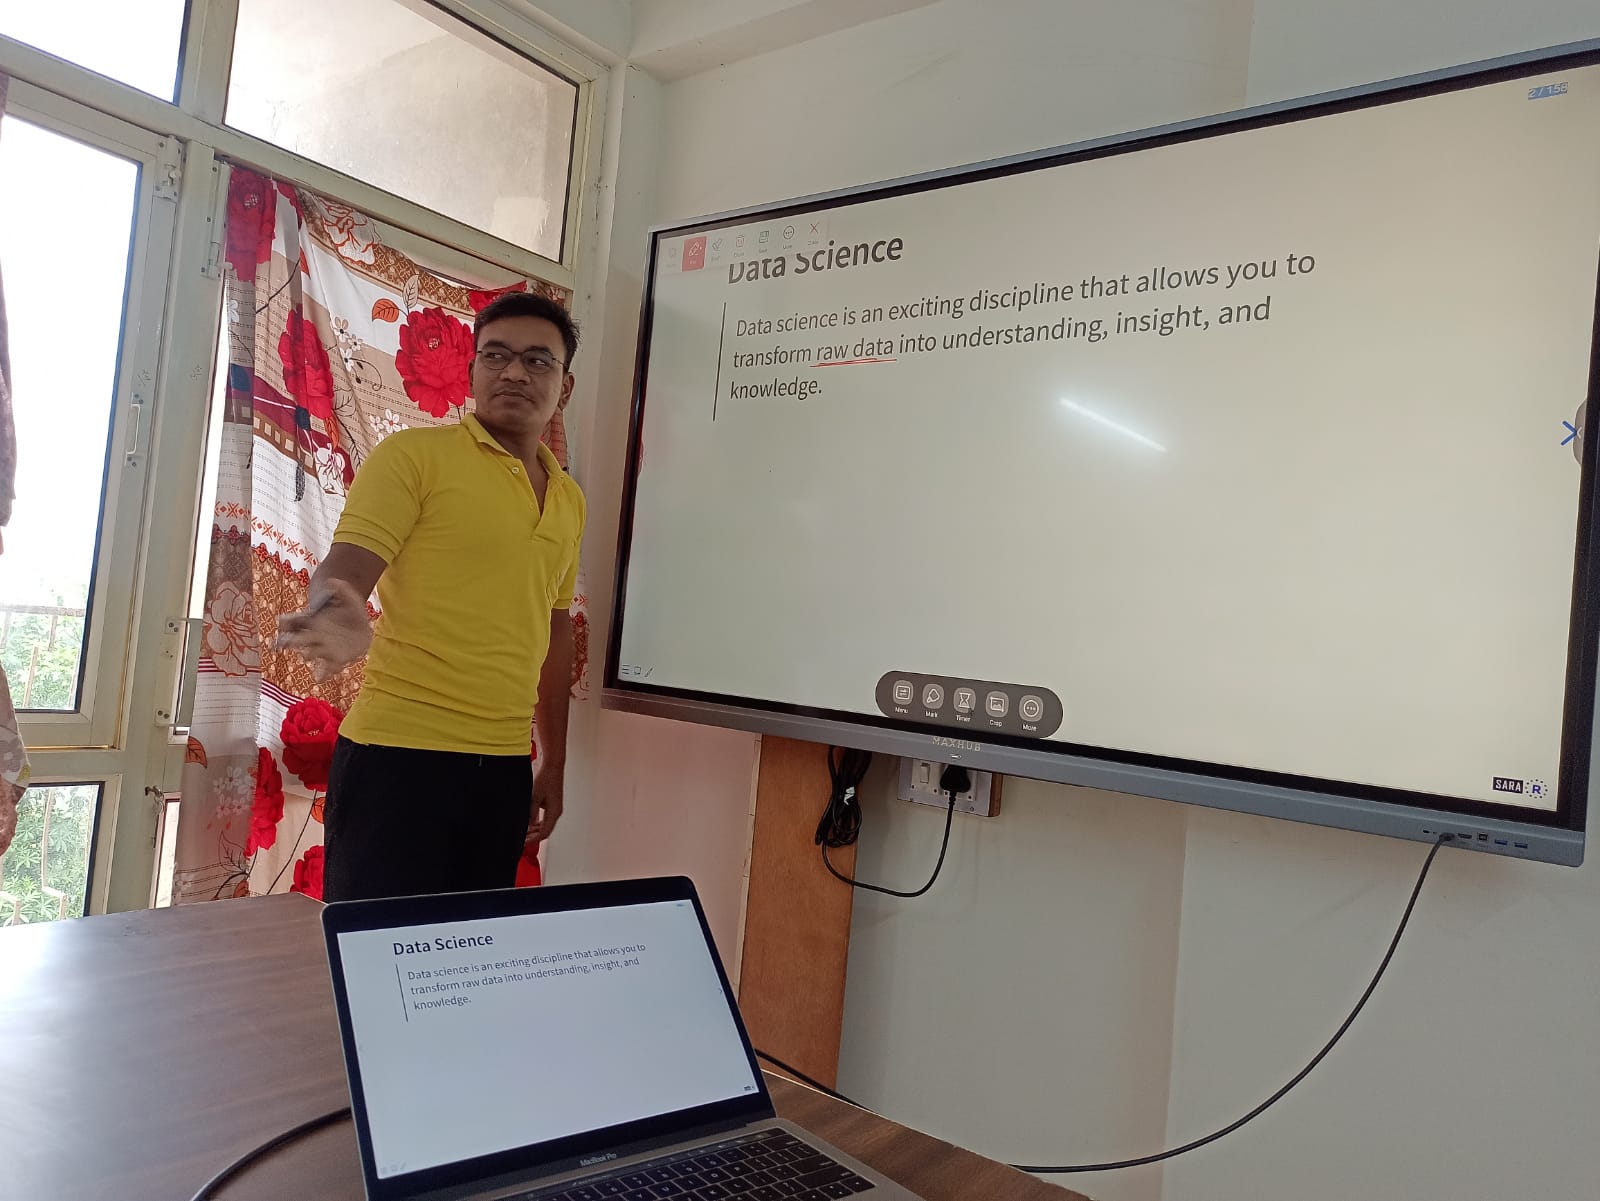 2 / 158
Data Science
Data science is an exciting discipline that allows you to
transform raw data into understanding, insight, and
knowledge.
Menu
Mark
Timer
Crop
More
MAXHUB
SARA
R
Data Science
Data science is an exciting discipline that allows you to
transform raw data into understanding, insight, and
knowledge.
MacBook Pro